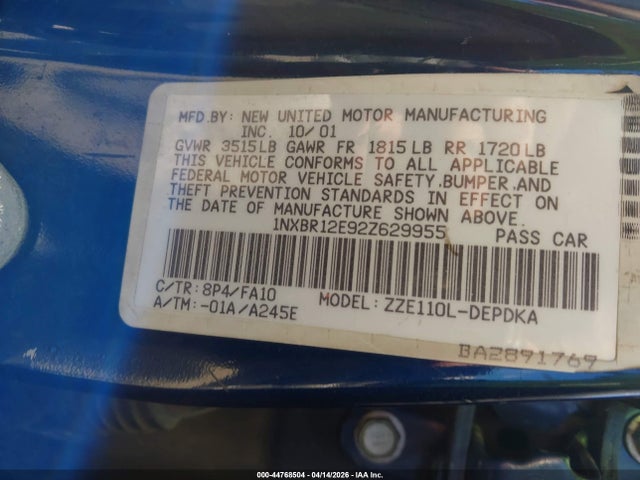 MFD.BY: NEW UNITED MOTOR MANUFACTURING
INC. 10/01
GVWR 3515LB GAWR FR 1815LB RR 1720LB
THIS VEHICLE CONFORMS TO ALL APPLICABLE
FEDERAL MOTOR VEHICLE SAFETY,BUMPER,AND
THEFT PREVENTION STANDARDS IN EFFECT ON
THE DATE OF MANUFACTURE SHOWN ABOVE.
1NXBR12E92Z629955 PASS CAR
C/TR:8P4/FA10 MODEL:ZZE110L-DEPDKA
A/TM:-01A/A245E
BA2891769
000-44768504 - 04/14/2026 - IAA Inc.